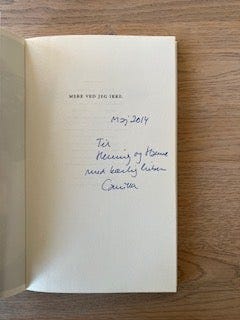 MERE VED JEG IKKE.
Maj 2014
Til
Henning og Hanne
med kærlig hilsen
Camilla